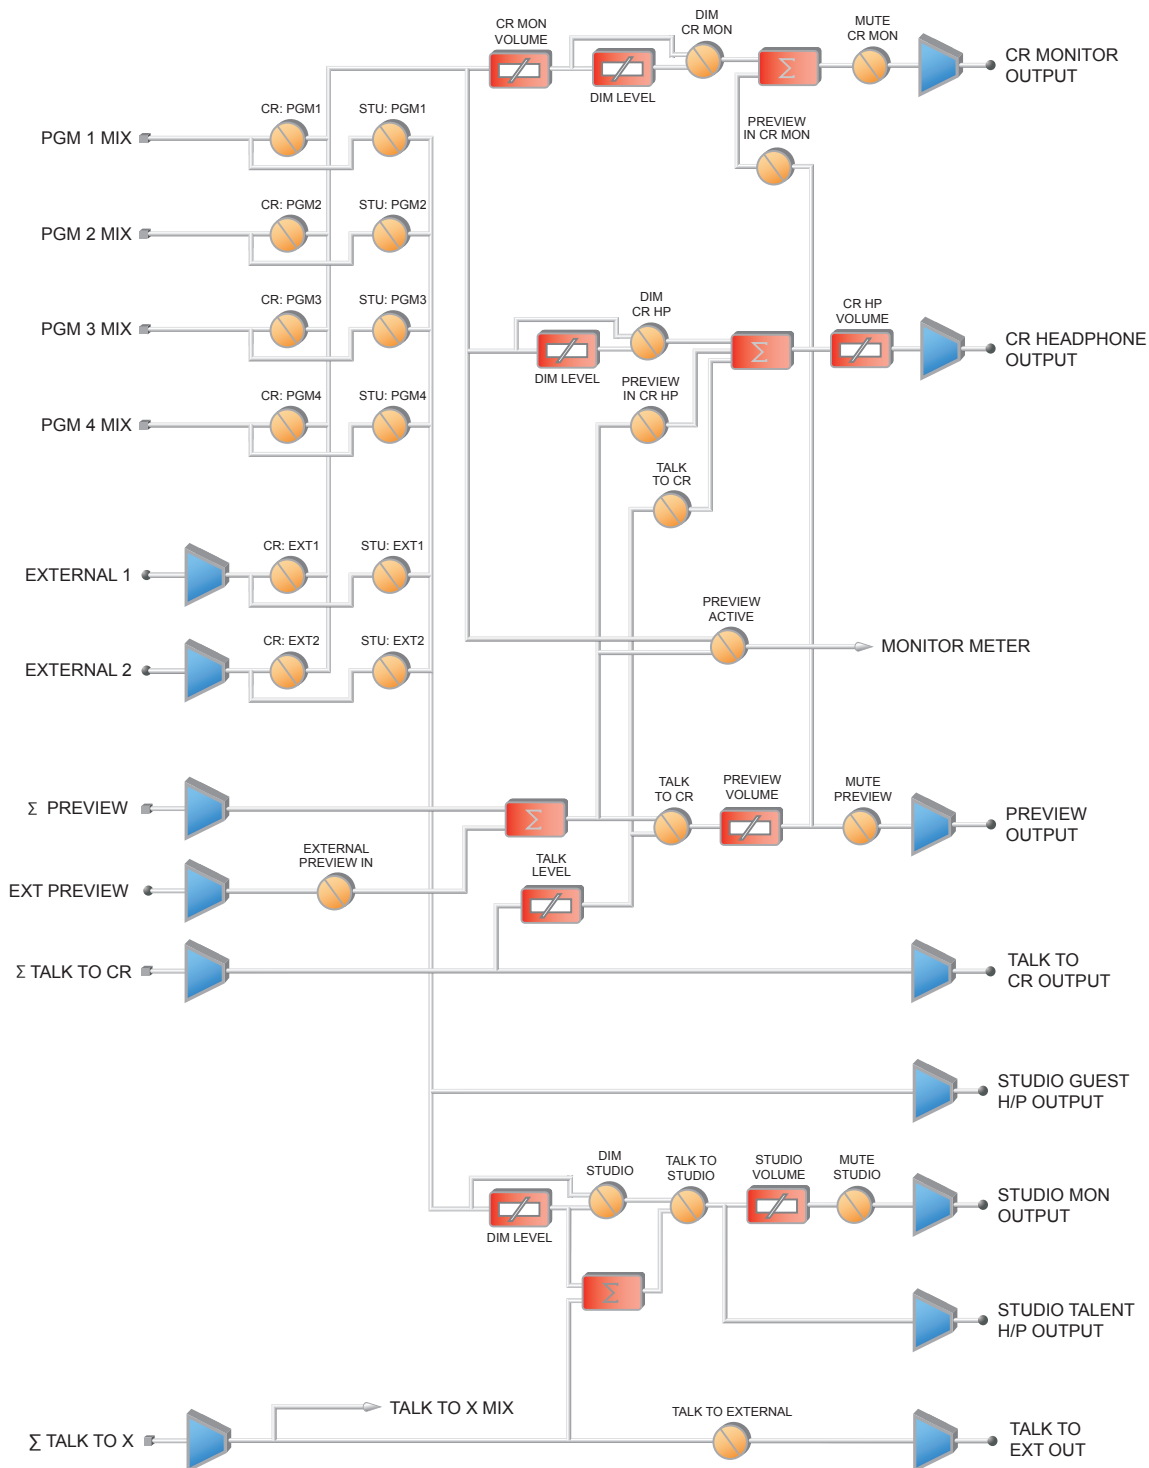 CR MON
VOLUME
DIM
CR MON
MUTE
CR MON
Σ
CR MONITOR
OUTPUT
DIM LEVEL
CR: PGM1
STU: PGM1
PGM 1 MIX
PREVIEW
IN CR MON
CR: PGM2
STU: PGM2
PGM 2 MIX
CR: PGM3
STU: PGM3
PGM 3 MIX
DIM
CR HP
CR HP
VOLUME
Σ
CR HEADPHONE
OUTPUT
DIM LEVEL
PREVIEW
IN CR HP
CR: PGM4
STU: PGM4
PGM 4 MIX
TALK
TO CR
CR: EXT1
STU: EXT1
EXTERNAL 1
PREVIEW
ACTIVE
MONITOR METER
CR: EXT2
STU: EXT2
EXTERNAL 2
Σ PREVIEW
Σ
TALK
TO CR
PREVIEW
VOLUME
MUTE
PREVIEW
PREVIEW
OUTPUT
EXTERNAL
PREVIEW IN
EXT PREVIEW
TALK
LEVEL
Σ TALK TO CR
TALK TO
CR OUTPUT
STUDIO GUEST
H/P OUTPUT
DIM
STUDIO
TALK TO
STUDIO
STUDIO
VOLUME
MUTE
STUDIO
STUDIO MON
OUTPUT
DIM LEVEL
Σ
STUDIO TALENT
H/P OUTPUT
TALK TO X MIX
TALK TO EXTERNAL
Σ TALK TO X
TALK TO
EXT OUT